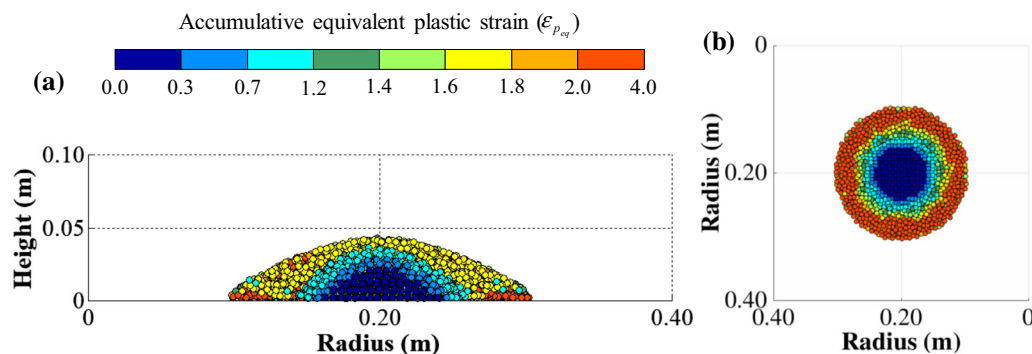 Accumulative equivalent plastic strain (ε_{p_{eq}})
(a)
0.0 0.3 0.7 1.2 1.4 1.6 1.8 2.0 4.0
0.10
0.05
0
Height (m)
0 0.20 0.40
Radius (m)
(b)
0
0.20
0.40
Radius (m)
0.40 0.20 0
Radius (m)